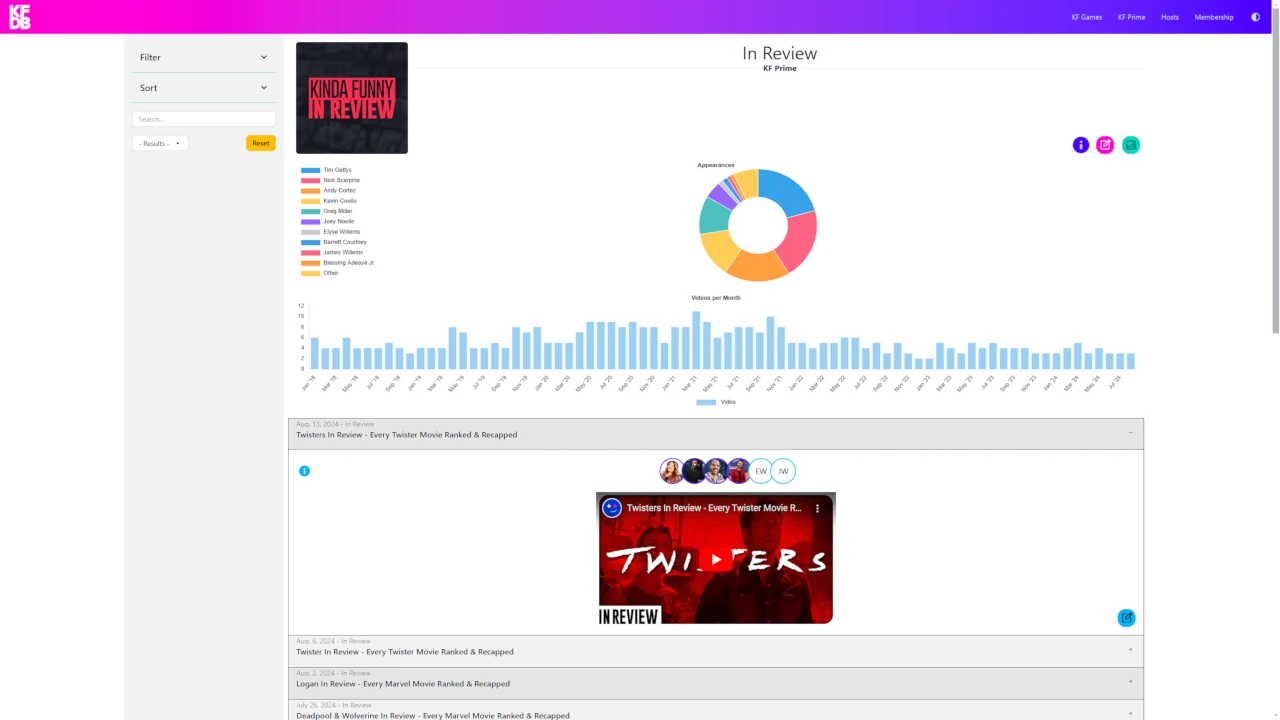 KF
DB
KF Games
KF Prime
Hosts
Membership
Filter
Sort
Search...
- Results -
Reset
KINDA FUNNY
IN REVIEW
In Review
KF Prime
Appearances
Tim Gettys
Nick Scarpino
Andy Cortez
Kevin Coello
Greg Miller
Joey Noelle
Elyse Willems
Barrett Courtney
James Willems
Blessing Adeoye Jr.
Other
Videos per Month
12
10
8
6
4
2
0
Jan '18
Mar '18
May '18
Jul '18
Sep '18
Nov '18
Jan '19
Mar '19
May '19
Jul '19
Sep '19
Nov '19
Jan '20
Mar '20
May '20
Jul '20
Sep '20
Nov '20
Jan '21
Mar '21
May '21
Jul '21
Sep '21
Nov '21
Jan '22
Mar '22
May '22
Jul '22
Sep '22
Nov '22
Jan '23
Mar '23
May '23
Jul '23
Sep '23
Nov '23
Jan '24
Mar '24
May '24
Jul '24
Video
Aug. 13, 2024 - In Review
Twisters In Review - Every Twister Movie Ranked & Recapped
EW
JW
Twisters In Review - Every Twister Movie R...
TWISTERS
IN REVIEW
Aug. 6, 2024 - In Review
Twister In Review - Every Twister Movie Ranked & Recapped
Aug. 2, 2024 - In Review
Logan In Review - Every Marvel Movie Ranked & Recapped
July 26, 2024 - In Review
Deadpool & Wolverine In Review - Every Marvel Movie Ranked & Recapped